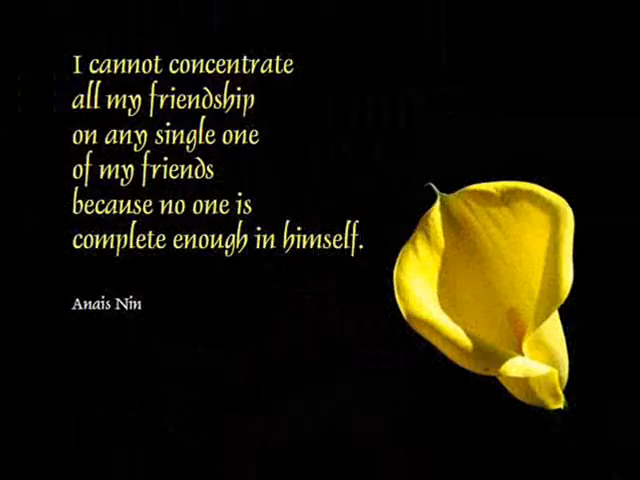 I cannot concentrate
all my friendship
on any single one
of my friends
because no one is
complete enough in himself.
Anais Nin